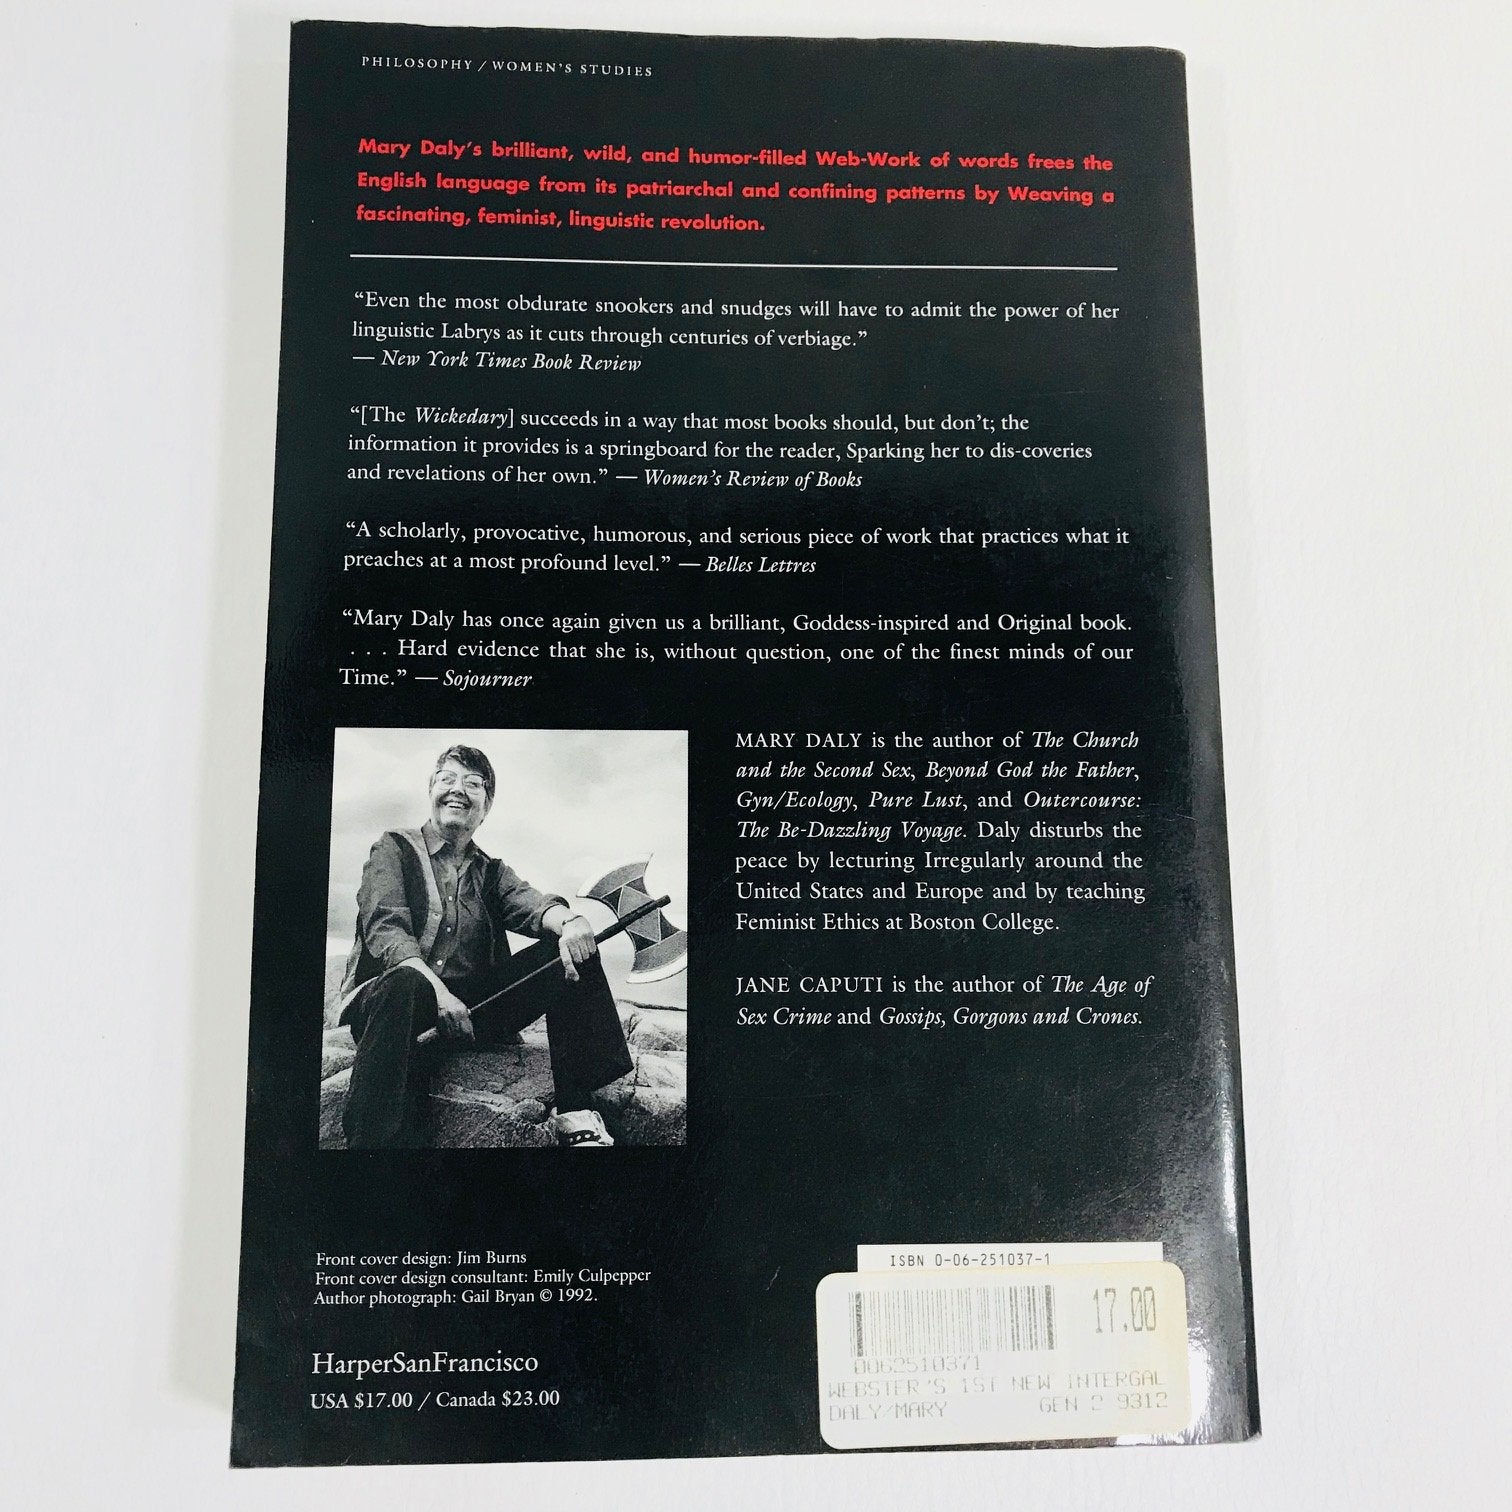 PHILOSOPHY / WOMEN'S STUDIES
Mary Daly's brilliant, wild, and humor-filled Web-Work of words frees the
English language from its patriarchal and confining patterns by Weaving a
fascinating, feminist, linguistic revolution.
“Even the most obdurate snookers and snudges will have to admit the power of her
linguistic Labrys as it cuts through centuries of verbiage.”
— New York Times Book Review
“[The Wickedary] succeeds in a way that most books should, but don’t; the
information it provides is a springboard for the reader, Sparking her to dis-coveries
and revelations of her own.” — Women’s Review of Books
“A scholarly, provocative, humorous, and serious piece of work that practices what it
preaches at a most profound level.” — Belles Lettres
“Mary Daly has once again given us a brilliant, Goddess-inspired and Original book.
. . . Hard evidence that she is, without question, one of the finest minds of our
Time.” — Sojourner
MARY DALY is the author of The Church
and the Second Sex, Beyond God the Father,
Gyn/Ecology, Pure Lust, and Outercourse:
The Be-Dazzling Voyage. Daly disturbs the
peace by lecturing Irregularly around the
United States and Europe and by teaching
Feminist Ethics at Boston College.
JANE CAPUTI is the author of The Age of
Sex Crime and Gossips, Gorgons and Crones.
Front cover design: Jim Burns
Front cover design consultant: Emily Culpepper
Author photograph: Gail Bryan © 1992.
HarperSanFrancisco
USA $17.00 / Canada $23.00
ISBN 0-06-251037-1
17.00
0062510371
WEBSTER'S 1ST NEW INTERGAL
DALY/MARY GEN 2 9312